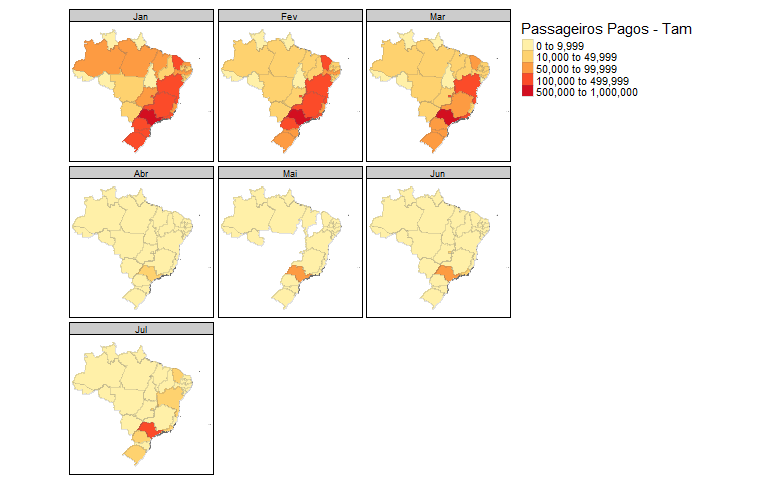 Jan
Fev
Mar
Passageiros Pagos - Tam
0 to 9,999
10,000 to 49,999
50,000 to 99,999
100,000 to 499,999
500,000 to 1,000,000
Abr
Mai
Jun
Jul